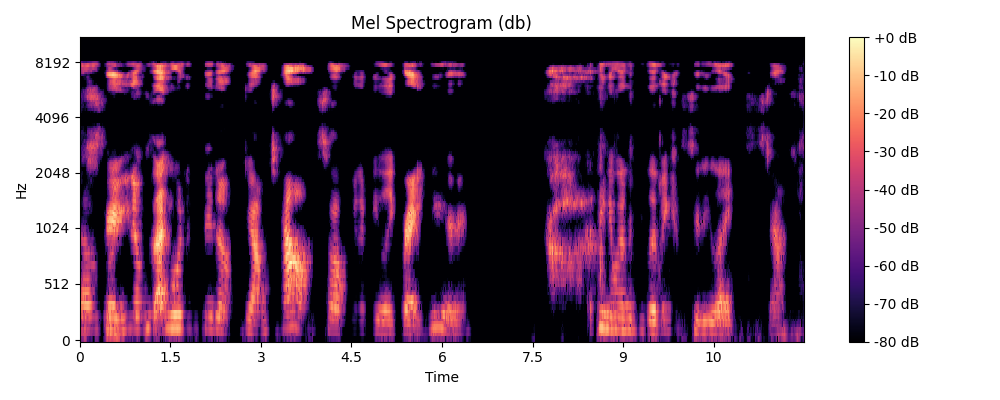 Mel Spectrogram (db)
Hz
8192
4096
2048
1024
512
0
0 1.5 3 4.5 6 7.5 9 10
Time
+0 dB
-10 dB
-20 dB
-30 dB
-40 dB
-50 dB
-60 dB
-70 dB
-80 dB